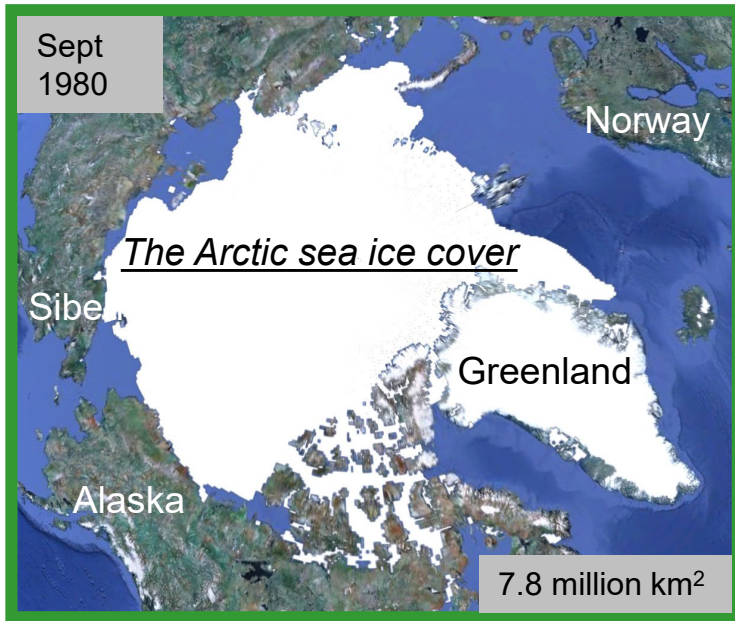 Sept
1980
Norway
The Arctic sea ice cover
Sibe
Greenland
Alaska
7.8 million km²